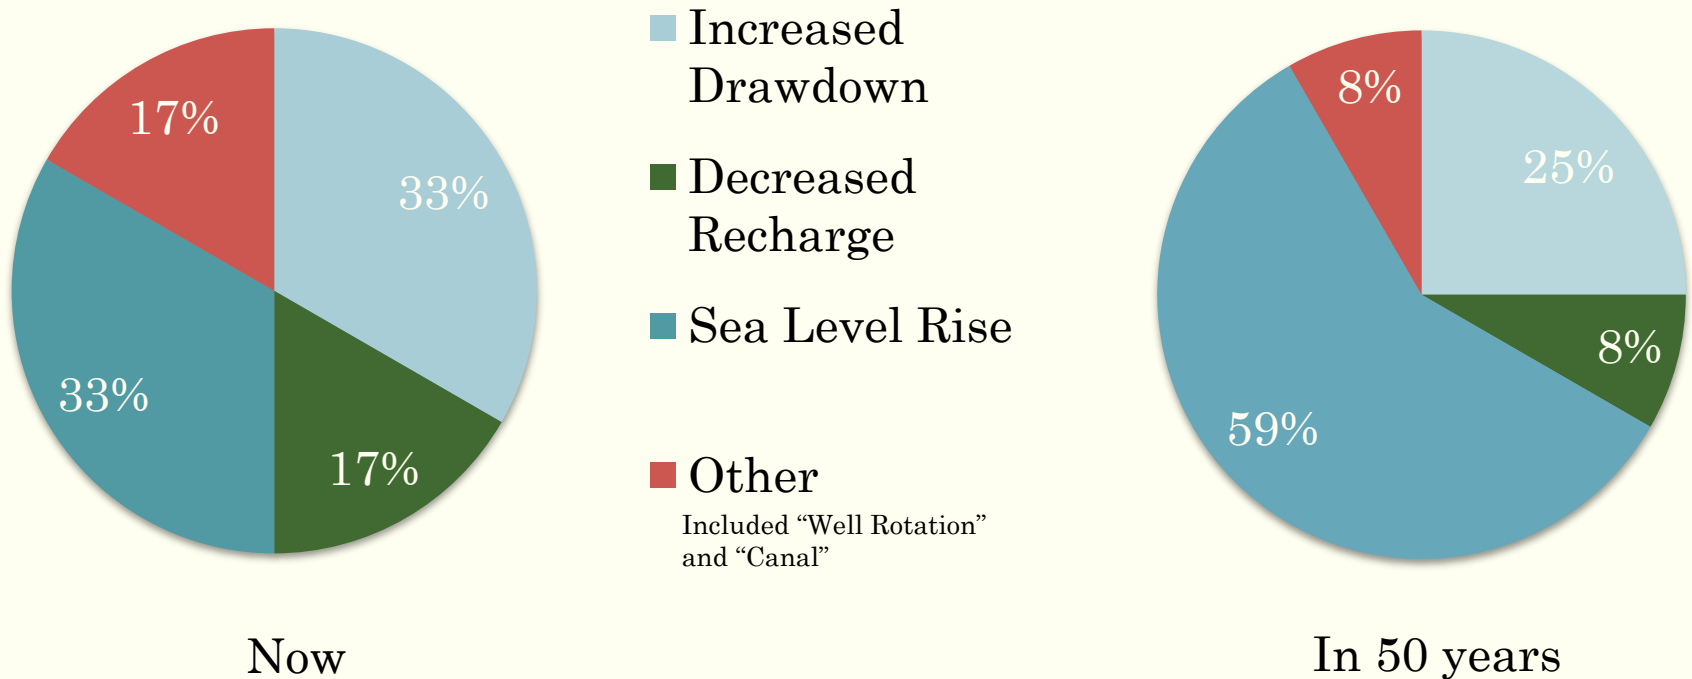 33%
17%
33%
17%
Now
Increased
Drawdown
Decreased
Recharge
Sea Level Rise
Other
Included “Well Rotation”
and “Canal”
25%
8%
59%
8%
In 50 years